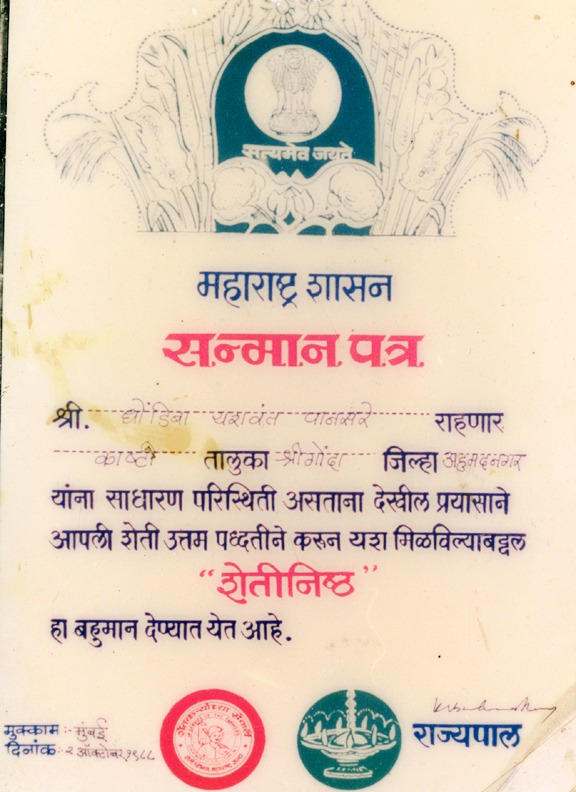 सत्यमेव जयते
महाराष्ट्र शासन
सन्मान पत्र
श्री. धोंडिबा यशवंत पानसरे राहणार
काष्टी तालुका श्रीगोंदा जिल्हा अहमदनगर
यांना साधारण परिस्थिती असताना देखील प्रयासाने
आपली शेती उत्तम पध्दतीने करून यश मिळविल्याबद्दल
“शेतीनिष्ठ”
हा बहुमान देण्यात येत आहे.
मुक्काम :- मुंबई
दिनांक :- २ ऑक्टोबर १९८८
राज्यपाल